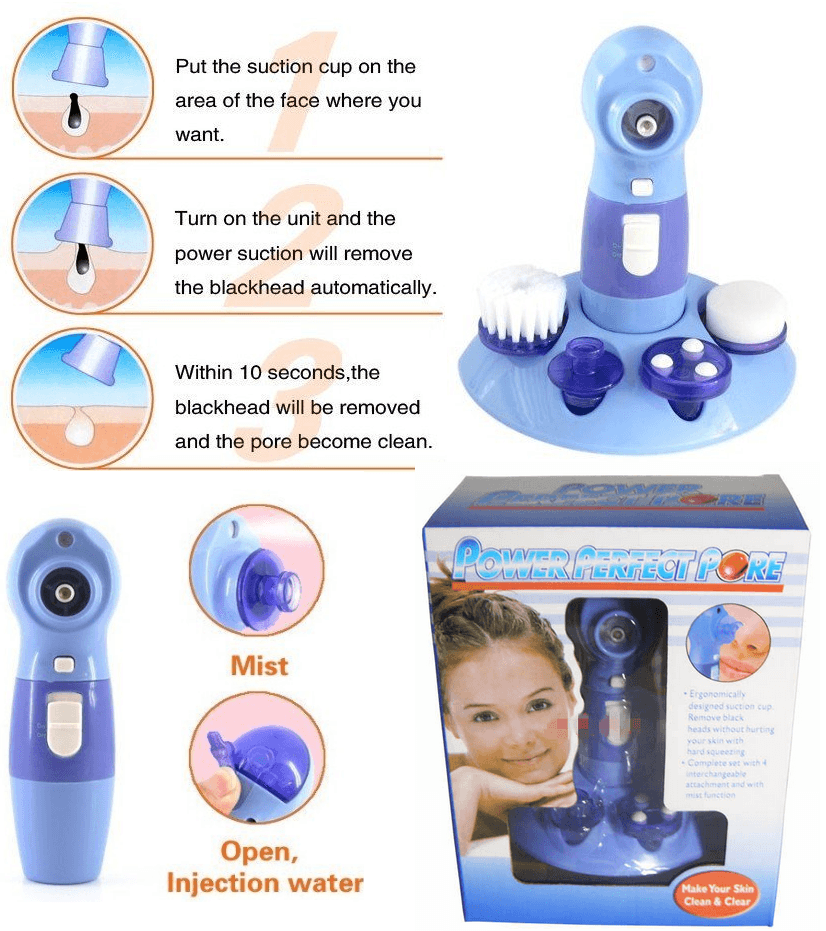 1
Put the suction cup on the
area of the face where you
want.
2
Turn on the unit and the
power suction will remove
the blackhead automatically.
3
Within 10 seconds,the
blackhead will be removed
and the pore become clean.
Mist
Open,
Injection water
POWER
PERFECT PORE
POWER PERFECT PORE
• Ergonomically
designed suction cup.
Remove black
heads without hurting
your skin with
hard squeezing
• Complete set with 4
interchangeable
attachment and with
mist function
Make Your Skin
Clean & Clear